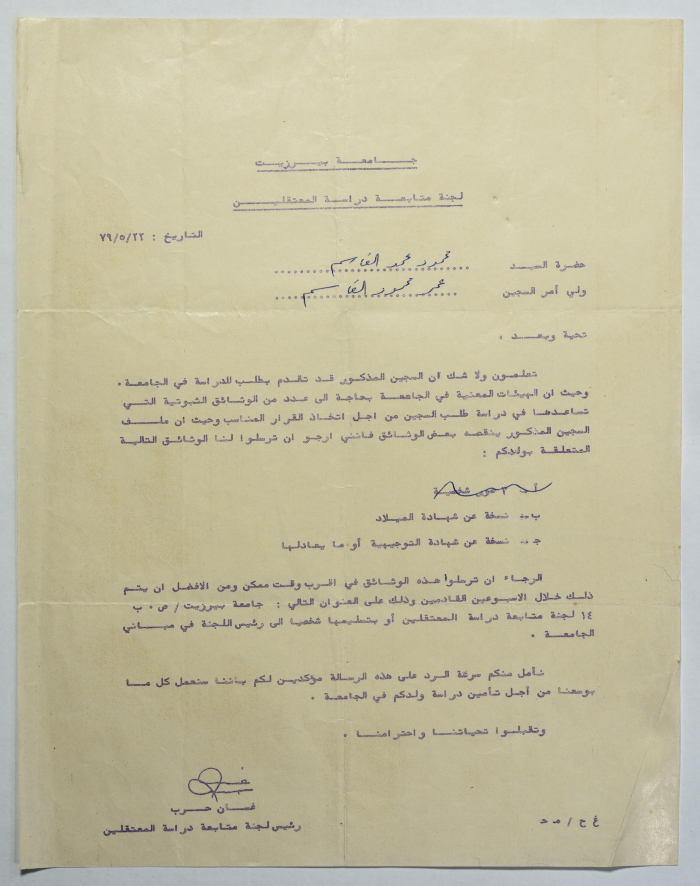 جامعة بيرزيت
لجنة متابعة دراسة المعتقلين
التاريخ : ٧٩/٥/٢٢
حضرة السيد محمود محمد القاسم
ولي أمر السجين عمر محمود القاسم
تحية وبعد ،
تعلمون ولا شك ان السجين المذكور قد تقدم بطلب للدراسة في الجامعة .
وحيث ان الهيئات المعنية في الجامعة بحاجة الى عدد من الوثائق الثبوتية التي
تساعدها في دراسة طلب السجين من اجل اتخاذ القرار المناسب وحيث ان ملف
السجين المذكور ينقصه بعض الوثائق فانني ارجو ان ترسلوا لنا الوثائق التالية
المتعلقة بولدكم :
أ - ٣ صور شخصية
ب - نسخة عن شهادة الميلاد
ج - نسخة عن شهادة التوجيهية أو ما يعادلها
الرجاء ان ترسلوا هذه الوثائق في اقرب وقت ممكن ومن الافضل ان يتم
ذلك خلال الاسبوعين القادمين وذلك على العنوان التالي : جامعة بيرزيت / ص . ب
١٤ لجنة متابعة دراسة المعتقلين أو بتسليمها شخصيا الى رئيس اللجنة في مباني
الجامعة .
نأمل منكم سرعة الرد على هذه الرسالة مؤكدين لكم باننا سنعمل كل ما
بوسعنا من أجل تأمين دراسة ولدكم في الجامعة .
وتقبلوا تحياتنا واحترامنا .
غسان حرب
رئيس لجنة متابعة دراسة المعتقلين
غ ح / م د